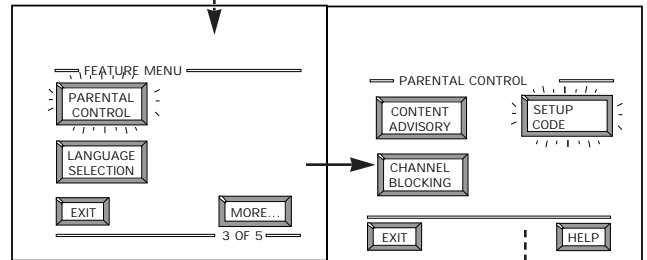 FEATURE MENU
PARENTAL
CONTROL
LANGUAGE
SELECTION
EXIT
MORE...
3 OF 5
PARENTAL CONTROL
CONTENT
ADVISORY
SETUP
CODE
CHANNEL
BLOCKING
EXIT
HELP